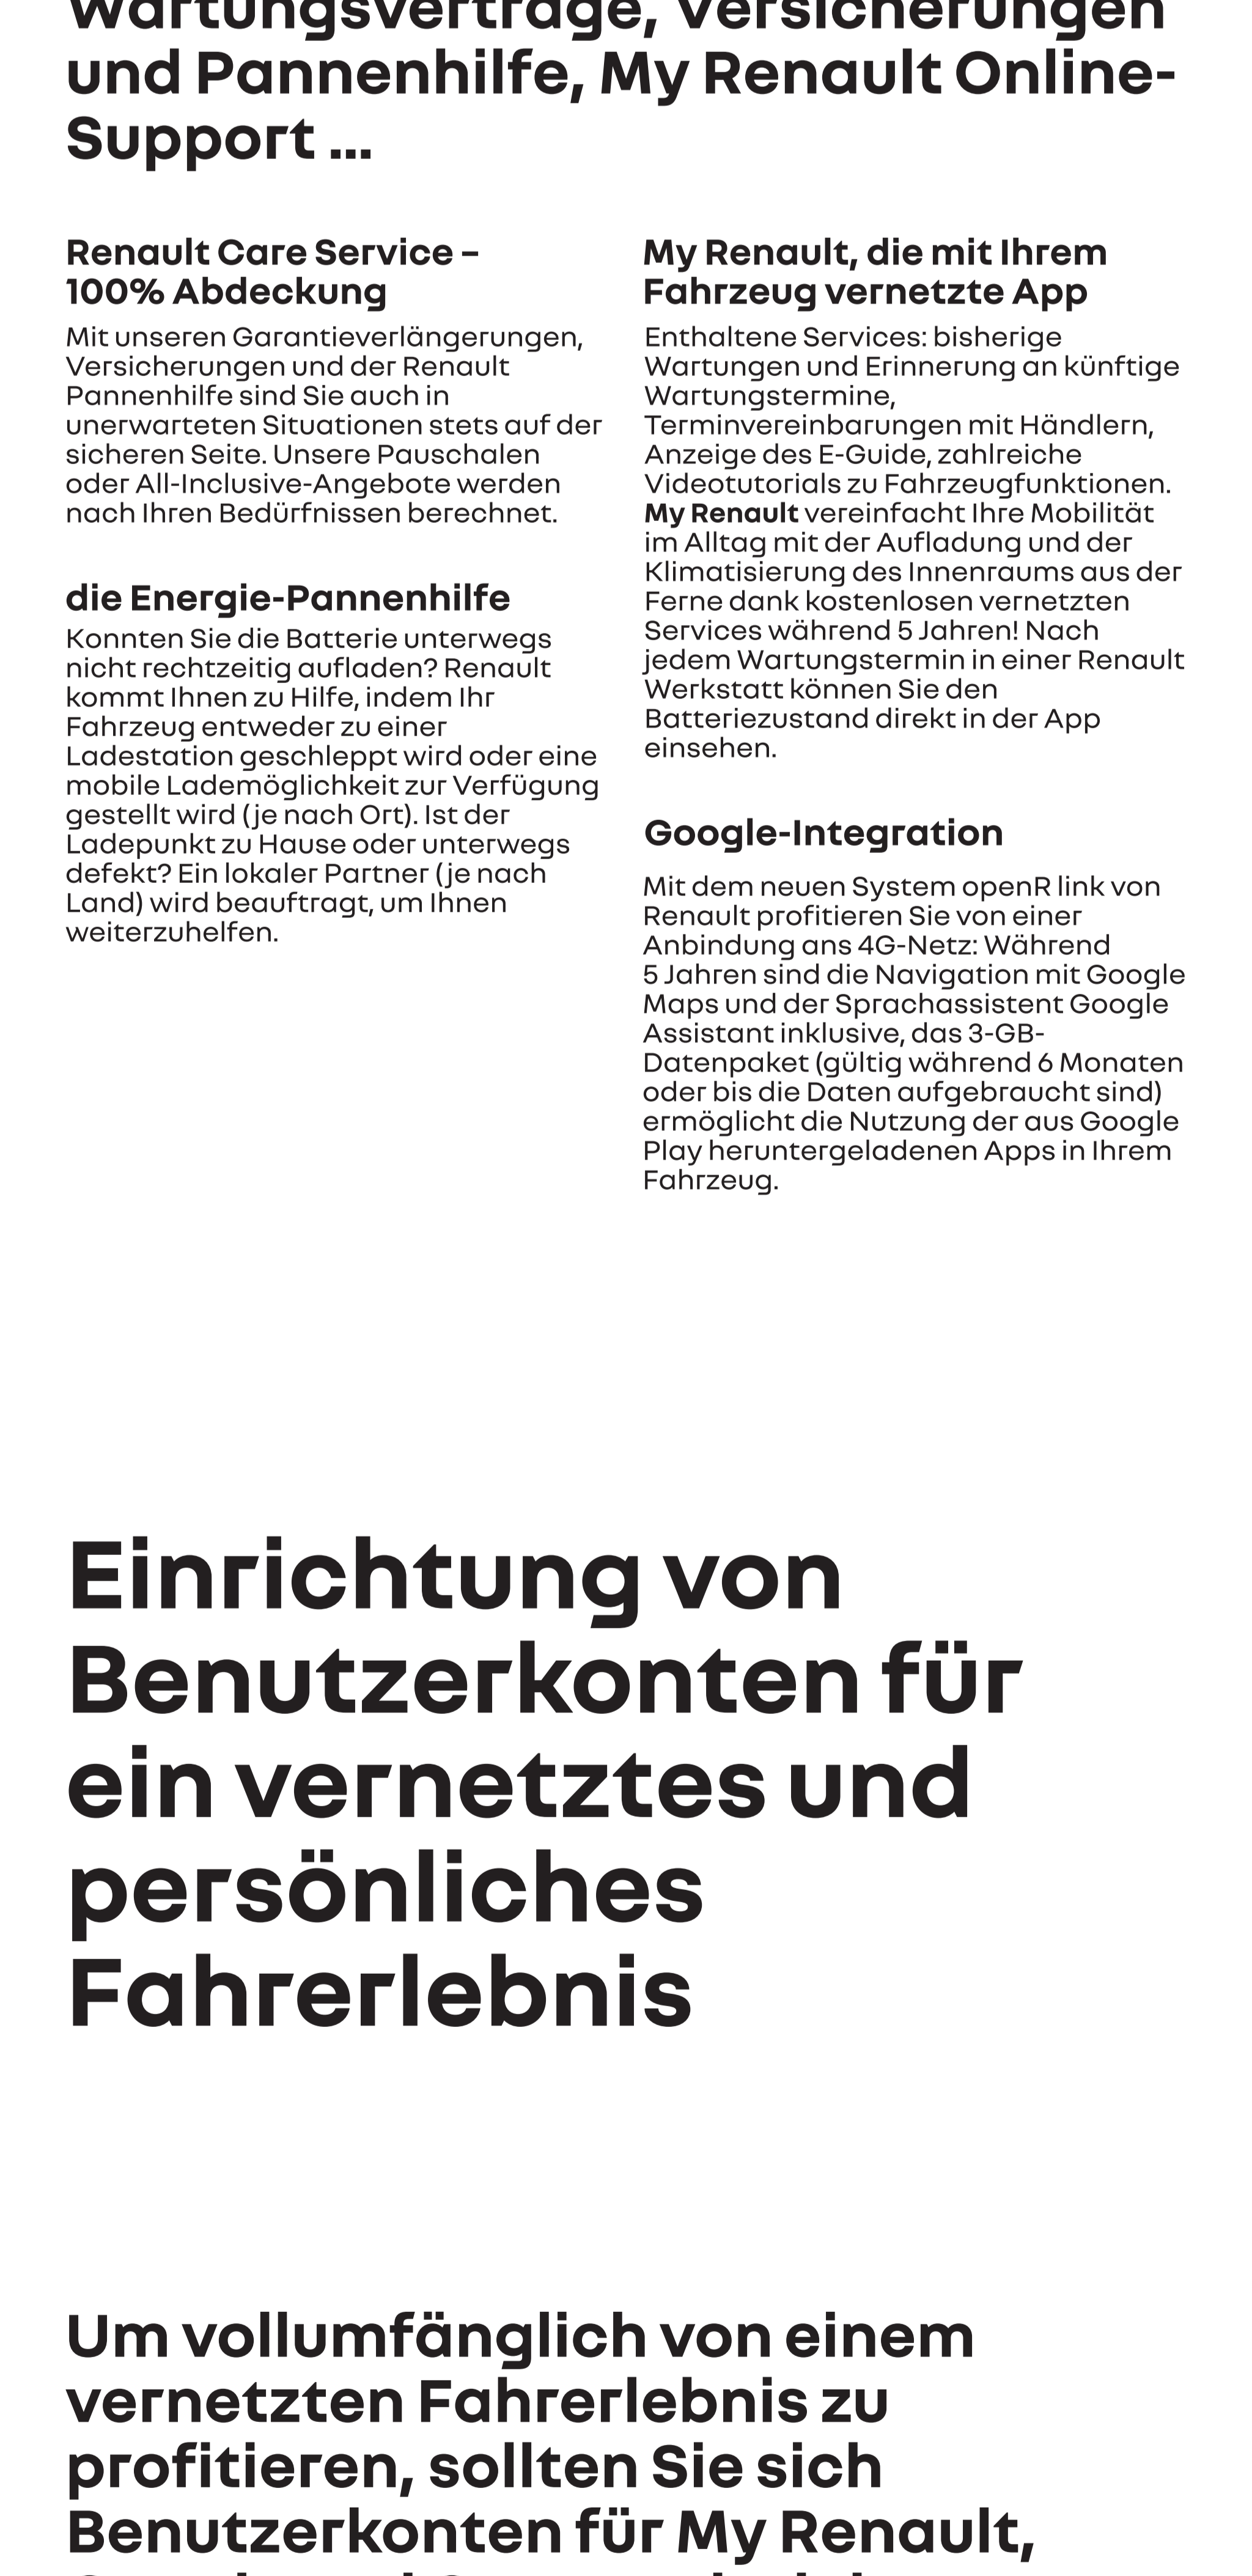 Wartungsverträge, Versicherungen
und Pannenhilfe, My Renault Online-
Support ...
Renault Care Service –
100% Abdeckung
Mit unseren Garantieverlängerungen,
Versicherungen und der Renault
Pannenhilfe sind Sie auch in
unerwarteten Situationen stets auf der
sicheren Seite. Unsere Pauschalen
oder All-Inclusive-Angebote werden
nach Ihren Bedürfnissen berechnet.
die Energie-Pannenhilfe
Konnten Sie die Batterie unterwegs
nicht rechtzeitig aufladen? Renault
kommt Ihnen zu Hilfe, indem Ihr
Fahrzeug entweder zu einer
Ladestation geschleppt wird oder eine
mobile Lademöglichkeit zur Verfügung
gestellt wird (je nach Ort). Ist der
Ladepunkt zu Hause oder unterwegs
defekt? Ein lokaler Partner (je nach
Land) wird beauftragt, um Ihnen
weiterzuhelfen.
My Renault, die mit Ihrem
Fahrzeug vernetzte App
Enthaltene Services: bisherige
Wartungen und Erinnerung an künftige
Wartungstermine,
Terminvereinbarungen mit Händlern,
Anzeige des E-Guide, zahlreiche
Videotutorials zu Fahrzeugfunktionen.
My Renault vereinfacht Ihre Mobilität
im Alltag mit der Aufladung und der
Klimatisierung des Innenraums aus der
Ferne dank kostenlosen vernetzten
Services während 5 Jahren! Nach
jedem Wartungstermin in einer Renault
Werkstatt können Sie den
Batteriezustand direkt in der App
einsehen.
Google-Integration
Mit dem neuen System openR link von
Renault profitieren Sie von einer
Anbindung ans 4G-Netz: Während
5 Jahren sind die Navigation mit Google
Maps und der Sprachassistent Google
Assistant inklusive, das 3-GB-
Datenpaket (gültig während 6 Monaten
oder bis die Daten aufgebraucht sind)
ermöglicht die Nutzung der aus Google
Play heruntergeladenen Apps in Ihrem
Fahrzeug.
Einrichtung von
Benutzerkonten für
ein vernetztes und
persönliches
Fahrerlebnis
Um vollumfänglich von einem
vernetzten Fahrerlebnis zu
profitieren, sollten Sie sich
Benutzerkonten für My Renault,